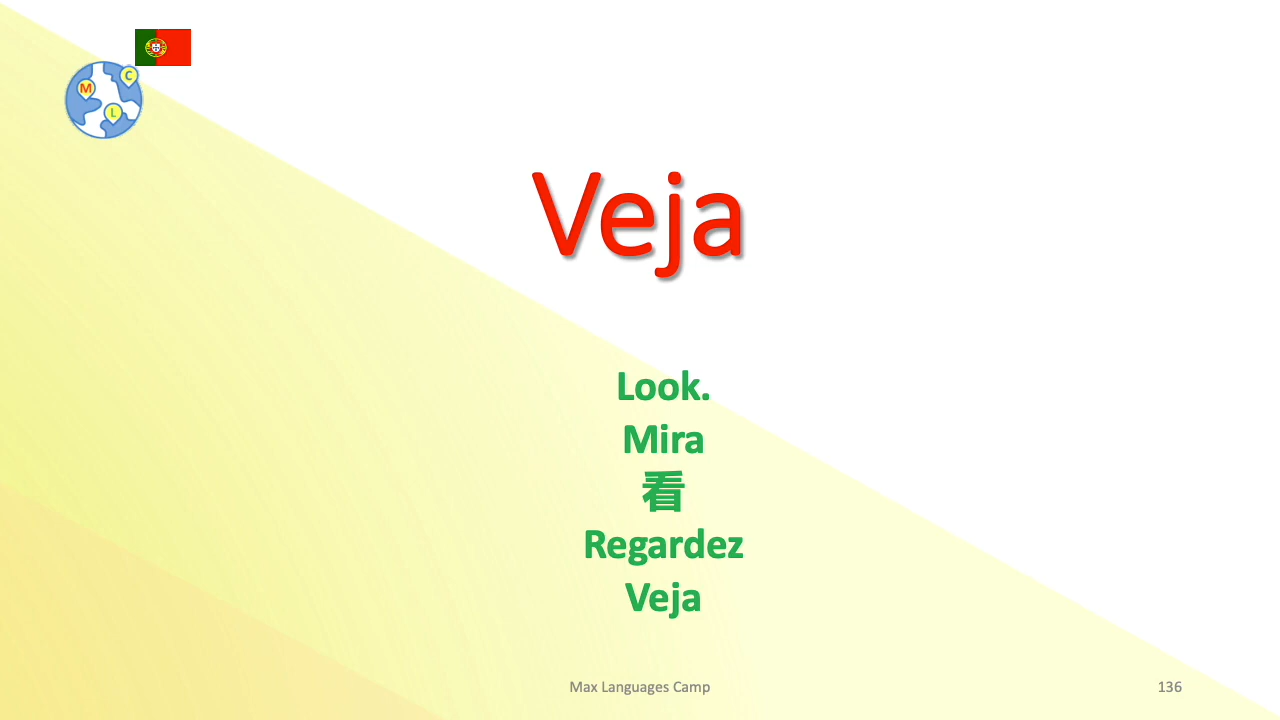 C
M
L
Veja
Look.
Mira
看
Regardez
Veja
Max Languages Camp
136